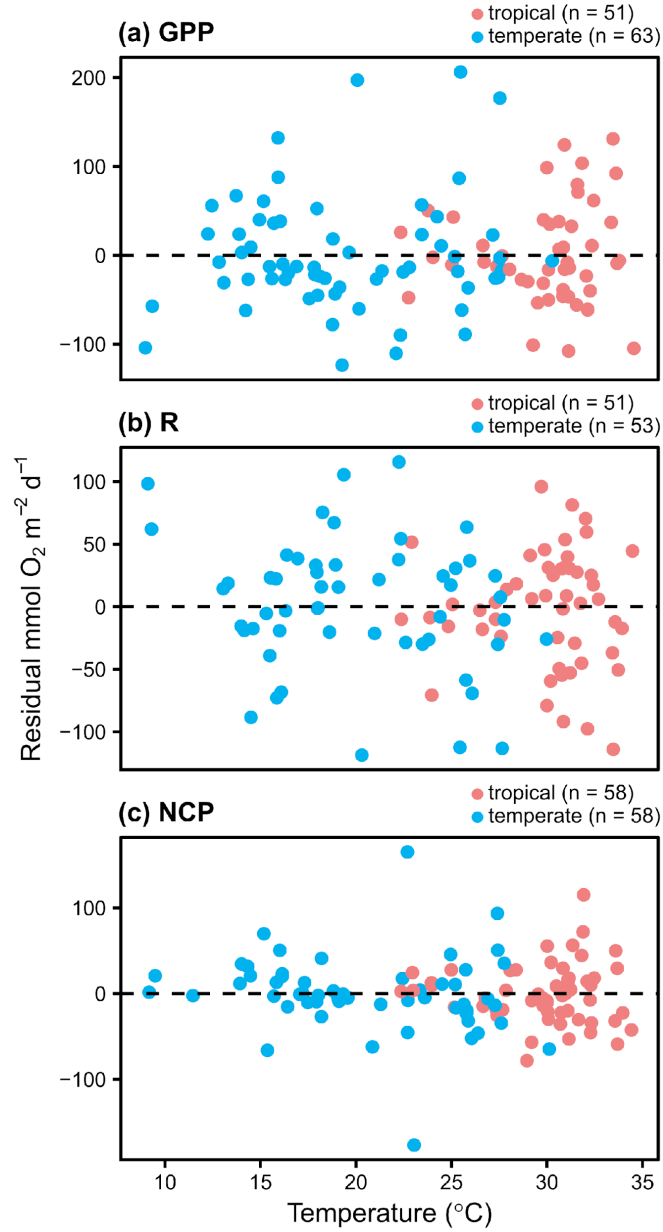 tropical (n = 51)
(a) GPP
temperate (n = 63)
200
100
0
−100
tropical (n = 51)
(b) R
temperate (n = 53)
100
50
0
−50
−100
Residual mmol O₂ m⁻² d⁻¹
tropical (n = 58)
(c) NCP
temperate (n = 58)
100
0
−100
10 15 20 25 30 35
Temperature (°C)